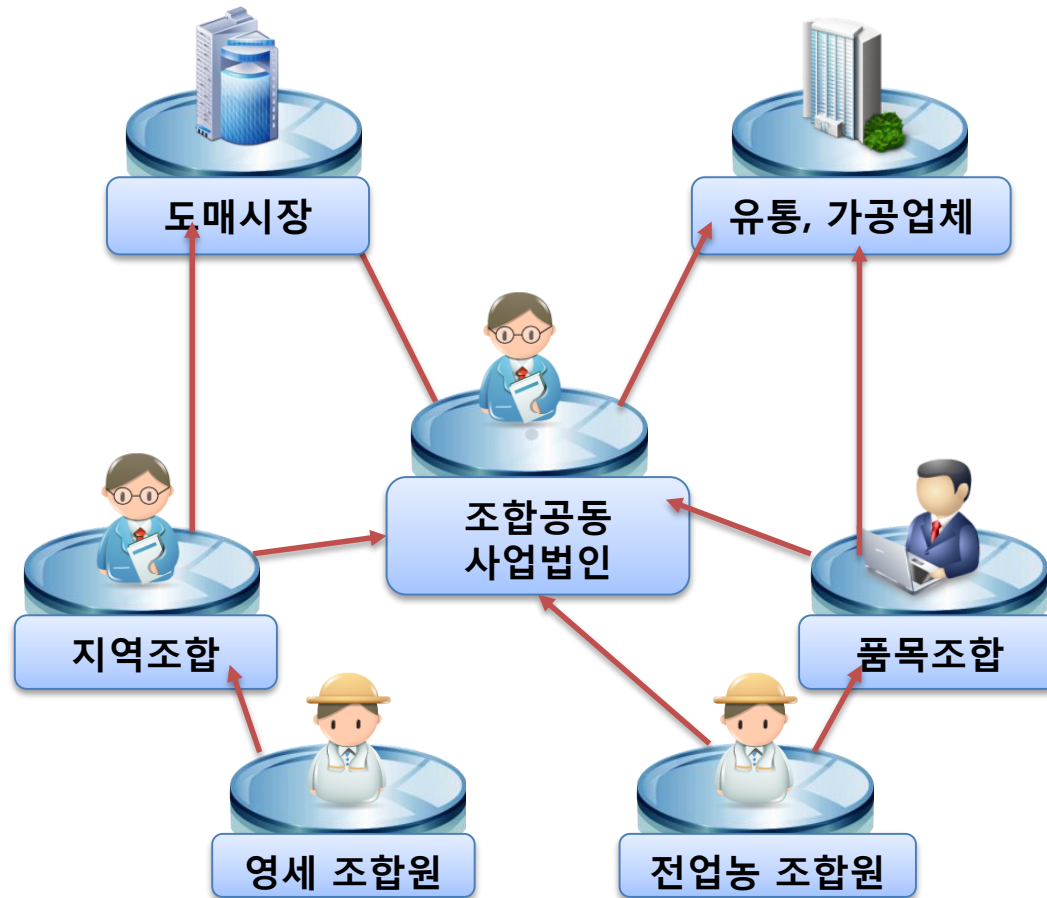 도매시장
유통, 가공업체
조합공동
사업법인
지역조합
품목조합
영세 조합원
전업농 조합원